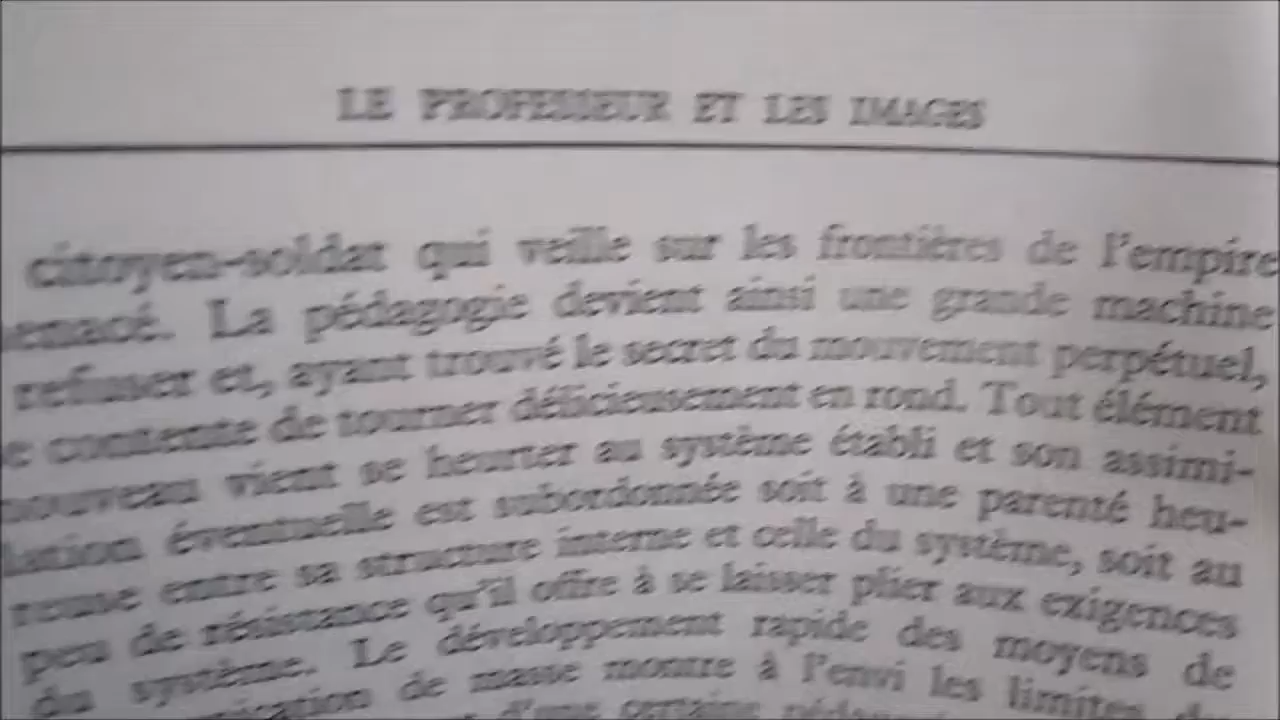 LE PROFESSEUR ET LES IMAGES
citoyen-soldat qui veille sur les frontières de l'empire
enacé. La pédagogie devient ainsi une grande machine
refuser et, ayant trouvé le secret du mouvement perpétuel,
e contente de tourner délicieusement en rond. Tout élément
nouveau vient se heurter au système établi et son assimi-
lation éventuelle est subordonnée soit à une parenté heu-
reuse entre sa structure interne et celle du système, soit au
peu de résistance qu'il offre à se laisser plier aux exigences
du système. Le développement rapide des moyens de
nication de masse montre à l'envi les limites
d'une certaine